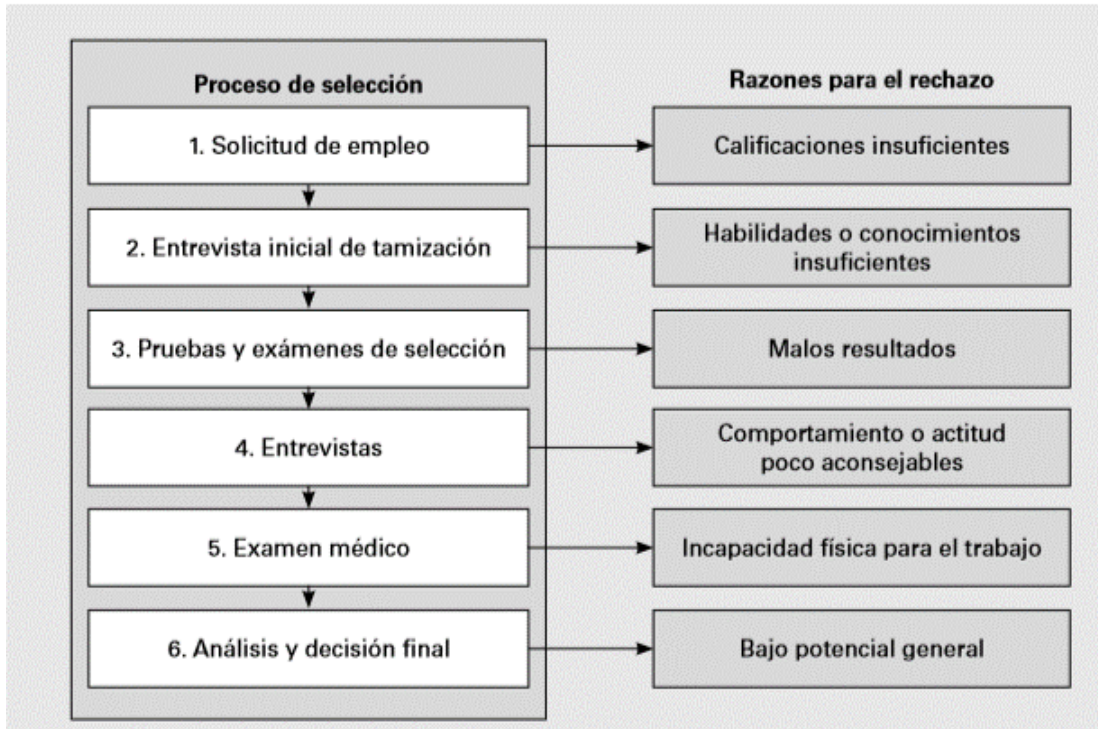 Proceso de selección
Razones para el rechazo
1. Solicitud de empleo
Calificaciones insuficientes
2. Entrevista inicial de tamización
Habilidades o conocimientos
insuficientes
3. Pruebas y exámenes de selección
Malos resultados
4. Entrevistas
Comportamiento o actitud
poco aconsejables
5. Examen médico
Incapacidad física para el trabajo
6. Análisis y decisión final
Bajo potencial general